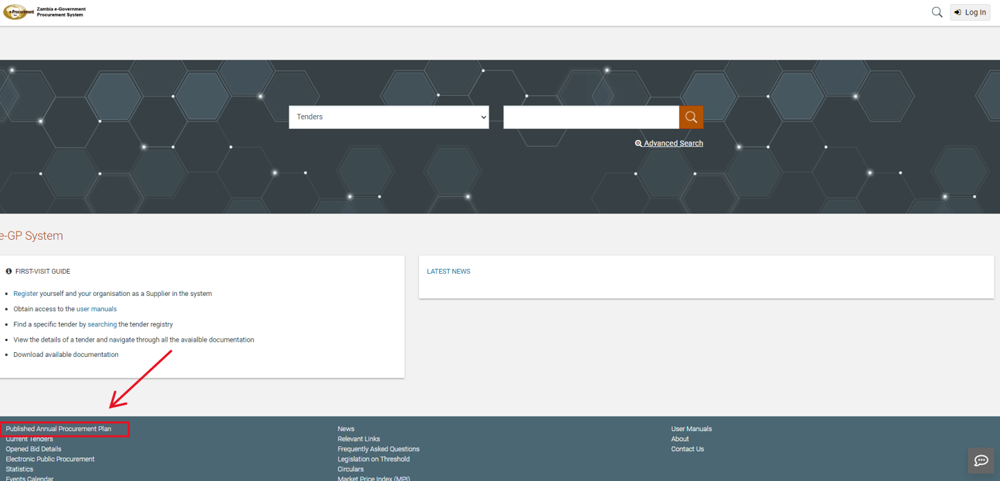 e-Procurement
Zambia e-Government
Procurement System
Log In
Tenders
Advanced Search
e-GP System
FIRST-VISIT GUIDE
Register yourself and your organisation as a Supplier in the system
Obtain access to the user manuals
Find a specific tender by searching the tender registry
View the details of a tender and navigate through all the avaialble documentation
Download available documentation
LATEST NEWS
Published Annual Procurement Plan
Current Tenders
Opened Bid Details
Electronic Public Procurement
Statistics
Events Calendar
News
Relevant Links
Frequently Asked Questions
Legislation on Threshold
Circulars
Market Price Index (MPI)
User Manuals
About
Contact Us